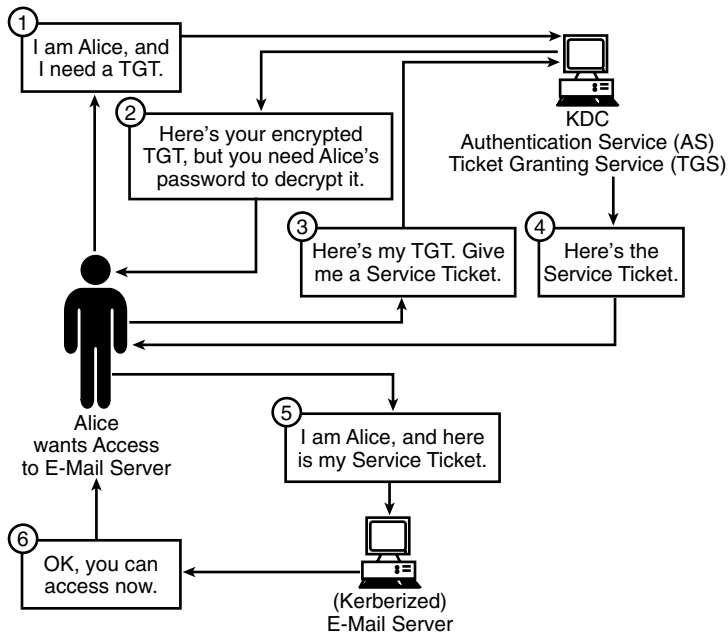 1
I am Alice, and
I need a TGT.
2
Here's your encrypted
TGT, but you need Alice's
password to decrypt it.
KDC
Authentication Service (AS)
Ticket Granting Service (TGS)
3
Here's my TGT. Give
me a Service Ticket.
4
Here's the
Service Ticket.
Alice
wants Access
to E-Mail Server
5
I am Alice, and here
is my Service Ticket.
6
OK, you can
access now.
(Kerberized)
E-Mail Server